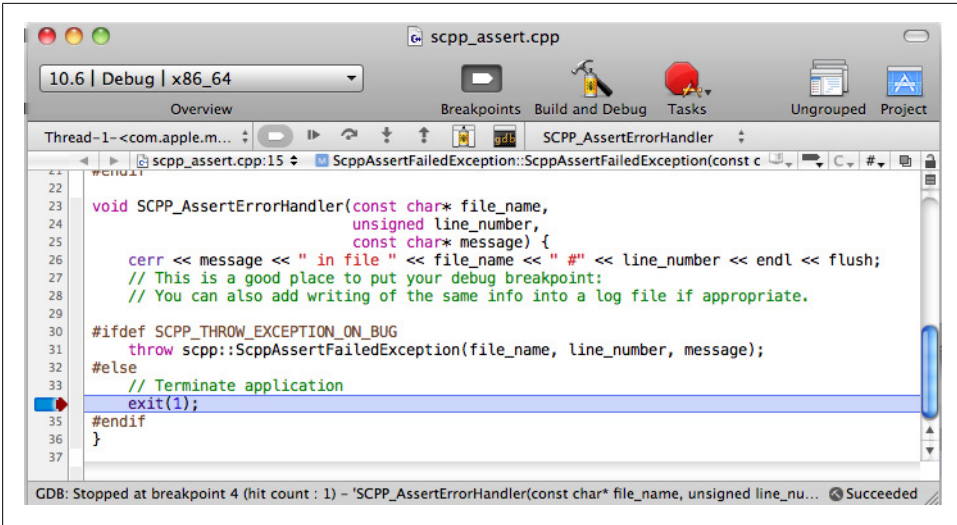 scpp_assert.cpp
10.6 | Debug | x86_64
Overview
Breakpoints
Build and Debug
Tasks
Ungrouped
Project
Thread-1-<com.apple.m...
gdb
SCPP_AssertErrorHandler
scpp_assert.cpp:15
M ScppAssertFailedException::ScppAssertFailedException(const c
C
#
21 #endif
22
23 void SCPP_AssertErrorHandler(const char* file_name,
24 unsigned line_number,
25 const char* message) {
26 cerr << message << " in file " << file_name << " #" << line_number << endl << flush;
27 // This is a good place to put your debug breakpoint:
28 // You can also add writing of the same info into a log file if appropriate.
29
30 #ifdef SCPP_THROW_EXCEPTION_ON_BUG
31 throw scpp::ScppAssertFailedException(file_name, line_number, message);
32 #else
33 // Terminate application
exit(1);
35 #endif
36 }
37
GDB: Stopped at breakpoint 4 (hit count : 1) – 'SCPP_AssertErrorHandler(const char* file_name, unsigned line_nu... Succeeded